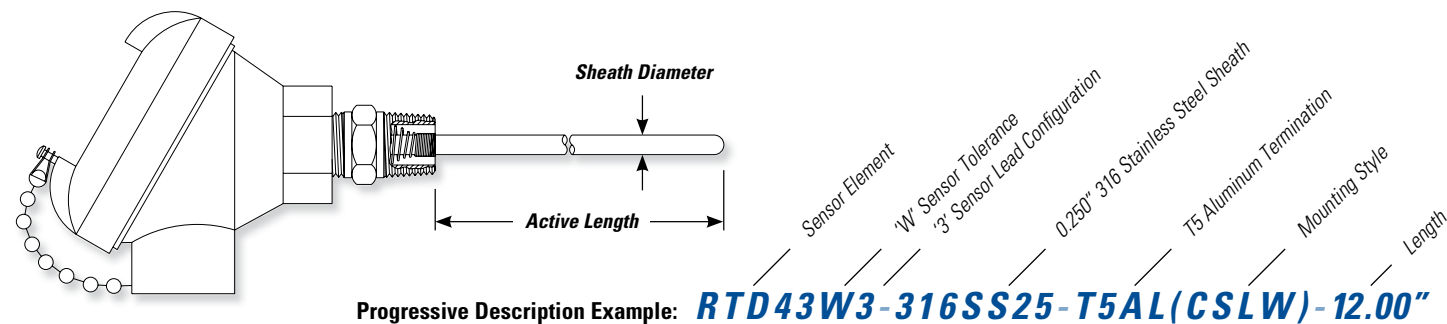 Sheath Diameter
Active Length
Sensor Element
'W' Sensor Tolerance
'3' Sensor Lead Configuration
0.250" 316 Stainless Steel Sheath
T5 Aluminum Termination
Mounting Style
Length
Progressive Description Example: RTD43W3-316SS25-T5AL(CSLW)-12.00"